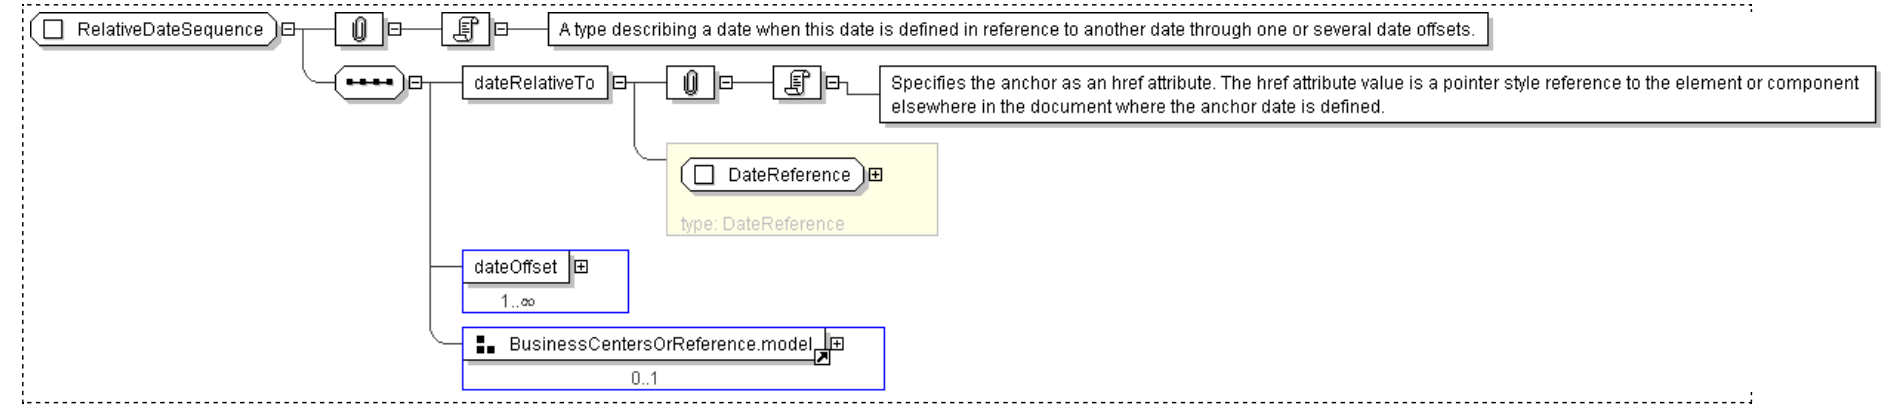 RelativeDateSequence
A type describing a date when this date is defined in reference to another date through one or several date offsets.
dateRelativeTo
Specifies the anchor as an href attribute. The href attribute value is a pointer style reference to the element or component
elsewhere in the document where the anchor date is defined.
DateReference
type: DateReference
dateOffset
1..∞
BusinessCentersOrReference.model
0..1